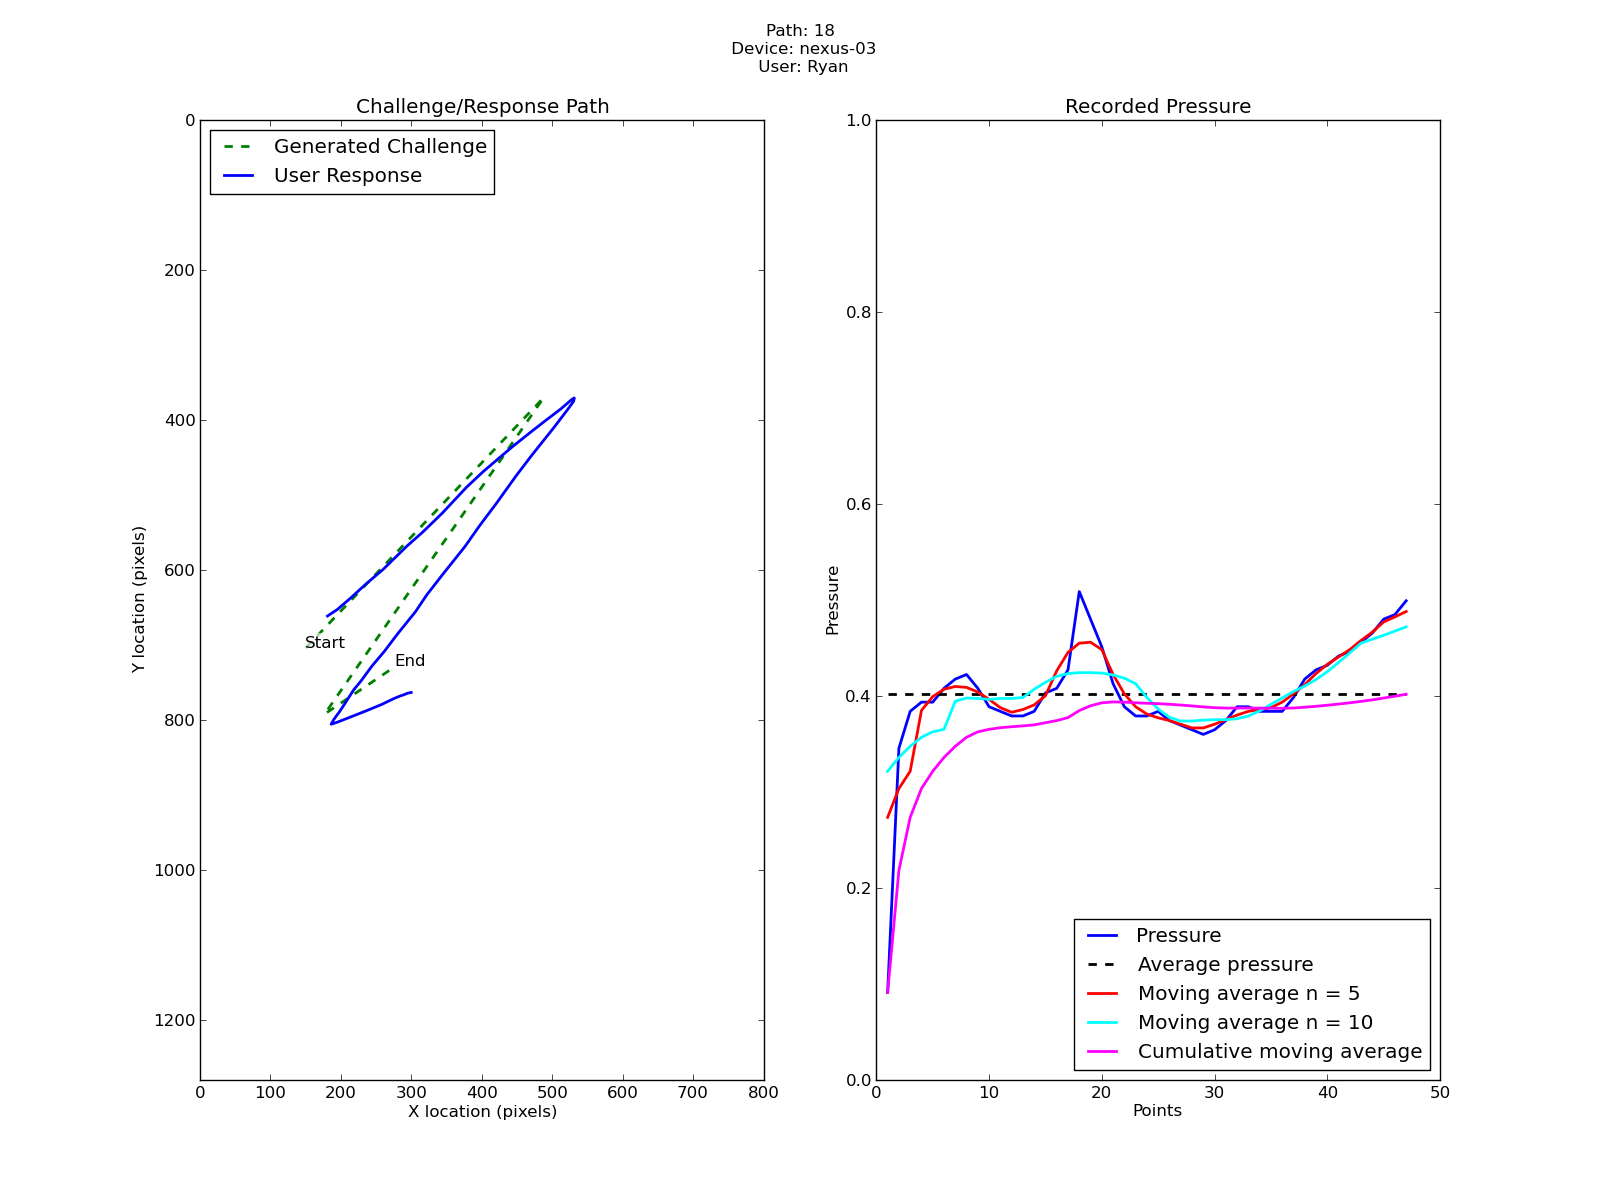 Path: 18
Device: nexus-03
User: Ryan
Challenge/Response Path
Generated Challenge
User Response
0
200
400
600
800
1000
1200
Y location (pixels)
Start
End
0 100 200 300 400 500 600 700 800
X location (pixels)
Recorded Pressure
1.0
0.8
0.6
0.4
0.2
0.0
Pressure
Pressure
Average pressure
Moving average n = 5
Moving average n = 10
Cumulative moving average
0 10 20 30 40 50
Points